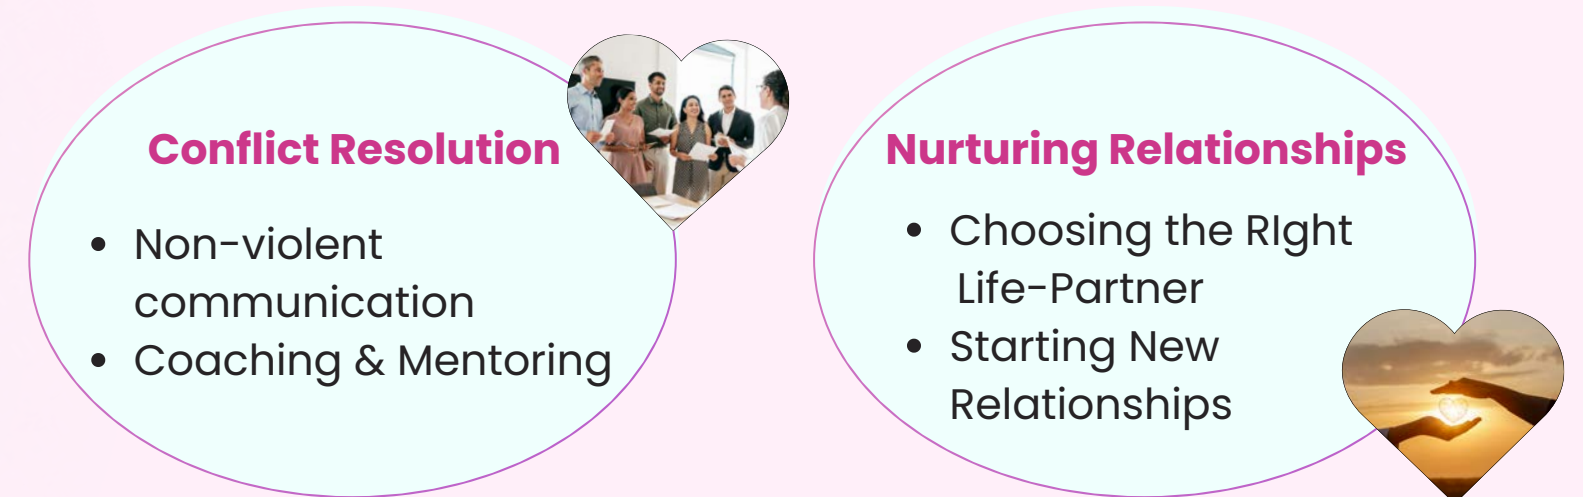 Conflict Resolution
• Non-violent
communication
• Coaching & Mentoring
Nurturing Relationships
• Choosing the RIght
Life-Partner
• Starting New
Relationships